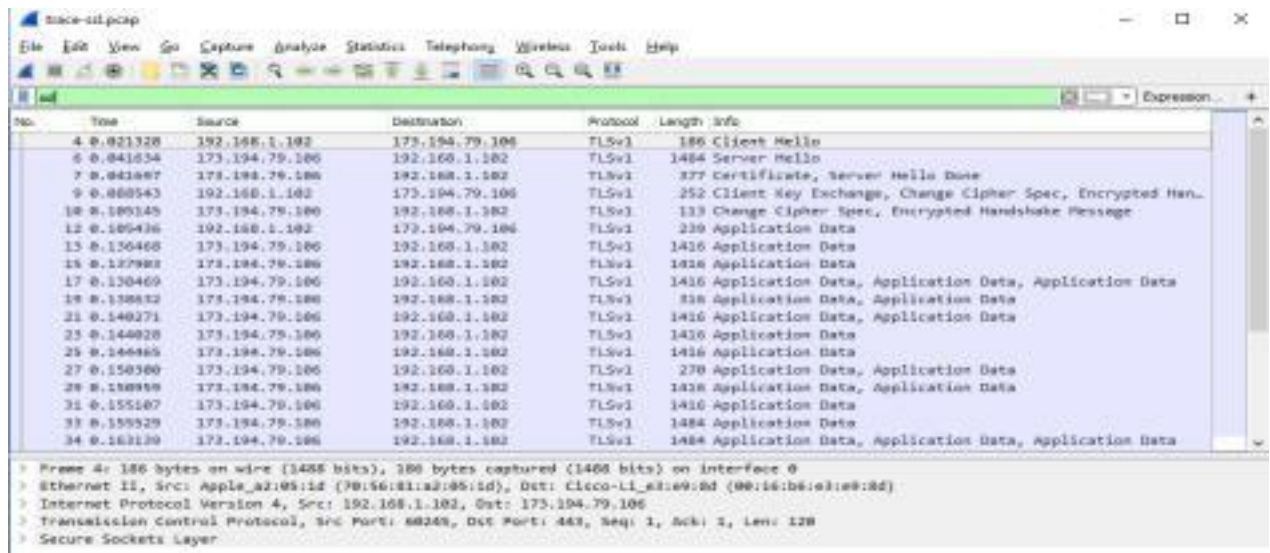 trace-ssl.pcap
File Edit View Go Capture Analyze Statistics Telephony Wireless Tools Help
ssl Expression... +
No. Time Source Destination Protocol Length Info
4 0.021328 192.168.1.102 173.194.79.106 TLSv1 186 Client Hello
6 0.041634 173.194.79.106 192.168.1.102 TLSv1 1484 Server Hello
7 0.041697 173.194.79.106 192.168.1.102 TLSv1 377 Certificate, Server Hello Done
9 0.080543 192.168.1.102 173.194.79.106 TLSv1 252 Client Key Exchange, Change Cipher Spec, Encrypted Han...
10 0.105145 173.194.79.106 192.168.1.102 TLSv1 113 Change Cipher Spec, Encrypted Handshake Message
12 0.105436 192.168.1.102 173.194.79.106 TLSv1 239 Application Data
13 0.136460 173.194.79.106 192.168.1.102 TLSv1 1416 Application Data
15 173.194.79.106 192.168.1.102 TLSv1 1416 Application Data
17 0.138469 173.194.79.106 192.168.1.102 TLSv1 1416 Application Data, Application Data, Application Data
19 0.138632 173.194.79.106 192.168.1.102 TLSv1 316 Application Data, Application Data
21 0.140271 173.194.79.106 192.168.1.102 TLSv1 1416 Application Data, Application Data
23 0.144028 173.194.79.106 192.168.1.102 TLSv1 1416 Application Data
25 0.144465 173.194.79.106 192.168.1.102 TLSv1 1416 Application Data
27 0.150300 173.194.79.106 192.168.1.102 TLSv1 270 Application Data, Application Data
29 0.150959 173.194.79.106 192.168.1.102 TLSv1 1416 Application Data, Application Data
31 0.155107 173.194.79.106 192.168.1.102 TLSv1 1416 Application Data
33 0.155529 173.194.79.106 192.168.1.102 TLSv1 1484 Application Data
34 0.163139 173.194.79.106 192.168.1.102 TLSv1 1484 Application Data, Application Data, Application Data
Frame 4: 186 bytes on wire (1488 bits), 186 bytes captured (1488 bits) on interface 0
Ethernet II, Src: Apple_a2:05:1d (70:56:81:a2:05:1d), Dst: Cisco-Li_e3:e9:8d (00:16:b6:e3:e9:8d)
Internet Protocol Version 4, Src: 192.168.1.102, Dst: 173.194.79.106
Transmission Control Protocol, Src Port: 60245, Dst Port: 443, Seq: 1, Ack: 1, Len: 120
Secure Sockets Layer